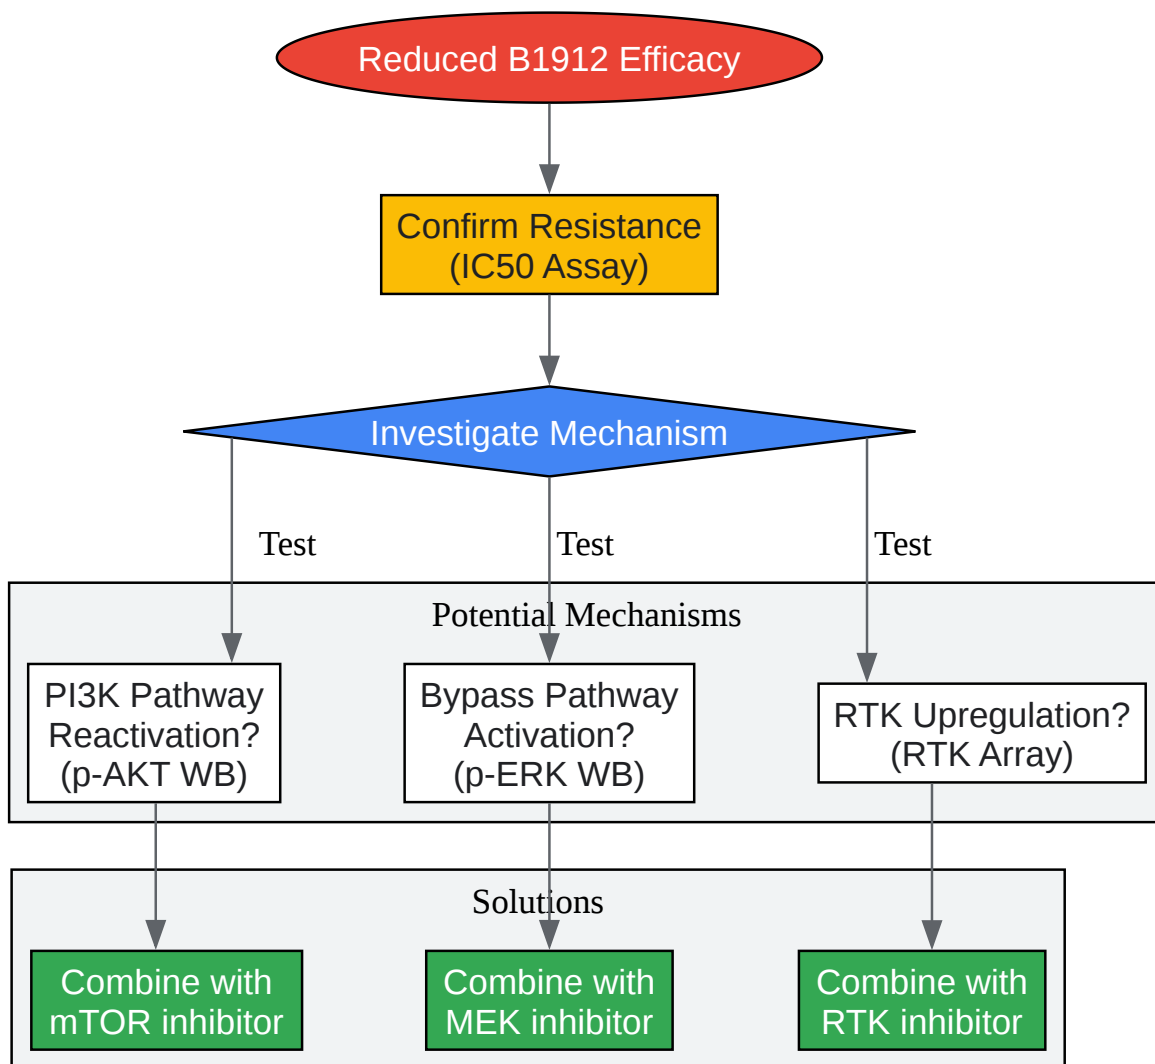 Reduced B1912 Efficacy
Confirm Resistance
(IC50 Assay)
Investigate Mechanism
Test
Test
Test
Potential Mechanisms
PI3K Pathway
Reactivation?
(p-AKT WB)
Bypass Pathway
Activation?
(p-ERK WB)
RTK Upregulation?
(RTK Array)
Solutions
Combine with
mTOR inhibitor
Combine with
MEK inhibitor
Combine with
RTK inhibitor